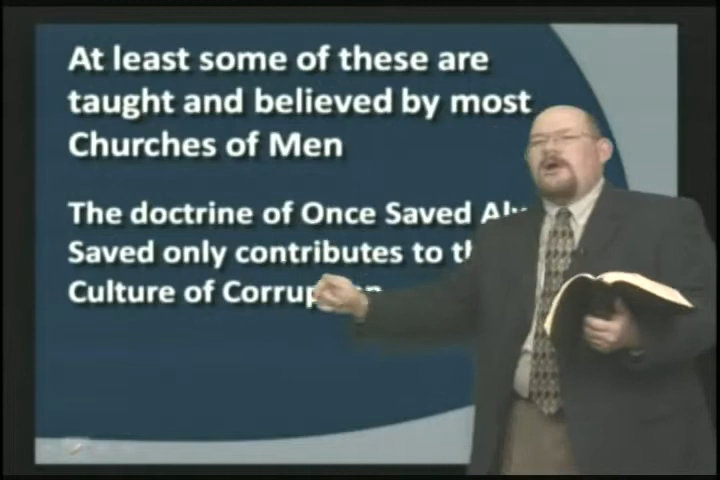 At least some of these are
taught and believed by most
Churches of Men
The doctrine of Once Saved
Saved only contributes to
Culture of